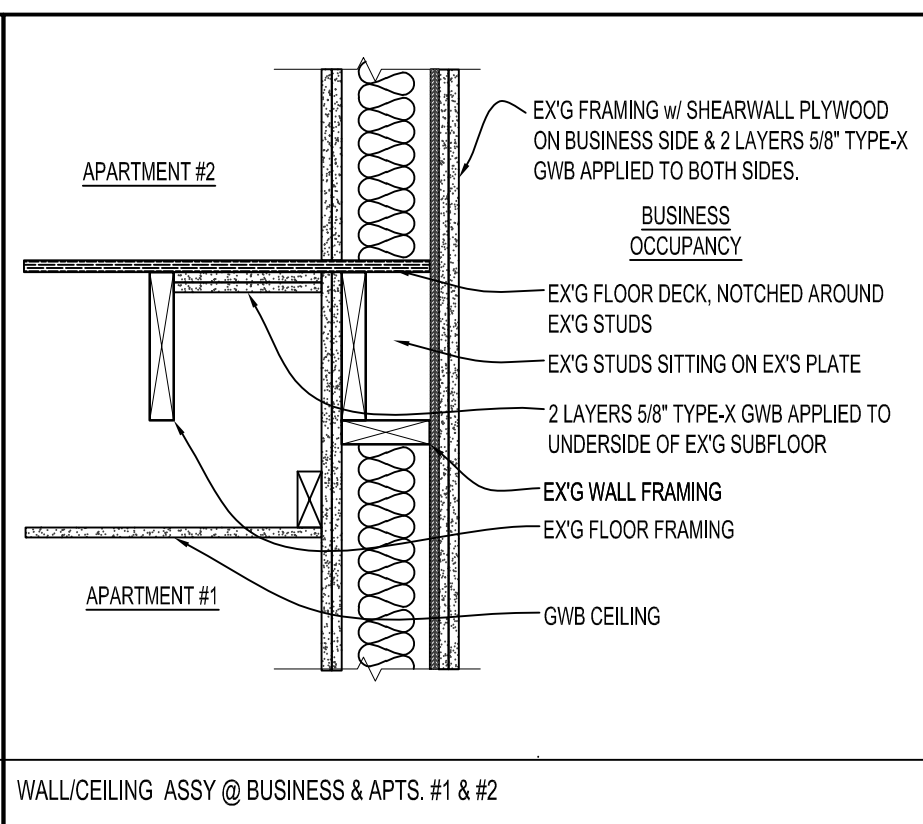 APARTMENT #2
EX'G FRAMING w/ SHEARWALL PLYWOOD
ON BUSINESS SIDE & 2 LAYERS 5/8" TYPE-X
GWB APPLIED TO BOTH SIDES.
BUSINESS
OCCUPANCY
EX'G FLOOR DECK, NOTCHED AROUND
EX'G STUDS
EX'G STUDS SITTING ON EX'S PLATE
2 LAYERS 5/8" TYPE-X GWB APPLIED TO
UNDERSIDE OF EX'G SUBFLOOR
EX'G WALL FRAMING
EX'G FLOOR FRAMING
APARTMENT #1
GWB CEILING
WALL/CEILING ASSY @ BUSINESS & APTS. #1 & #2